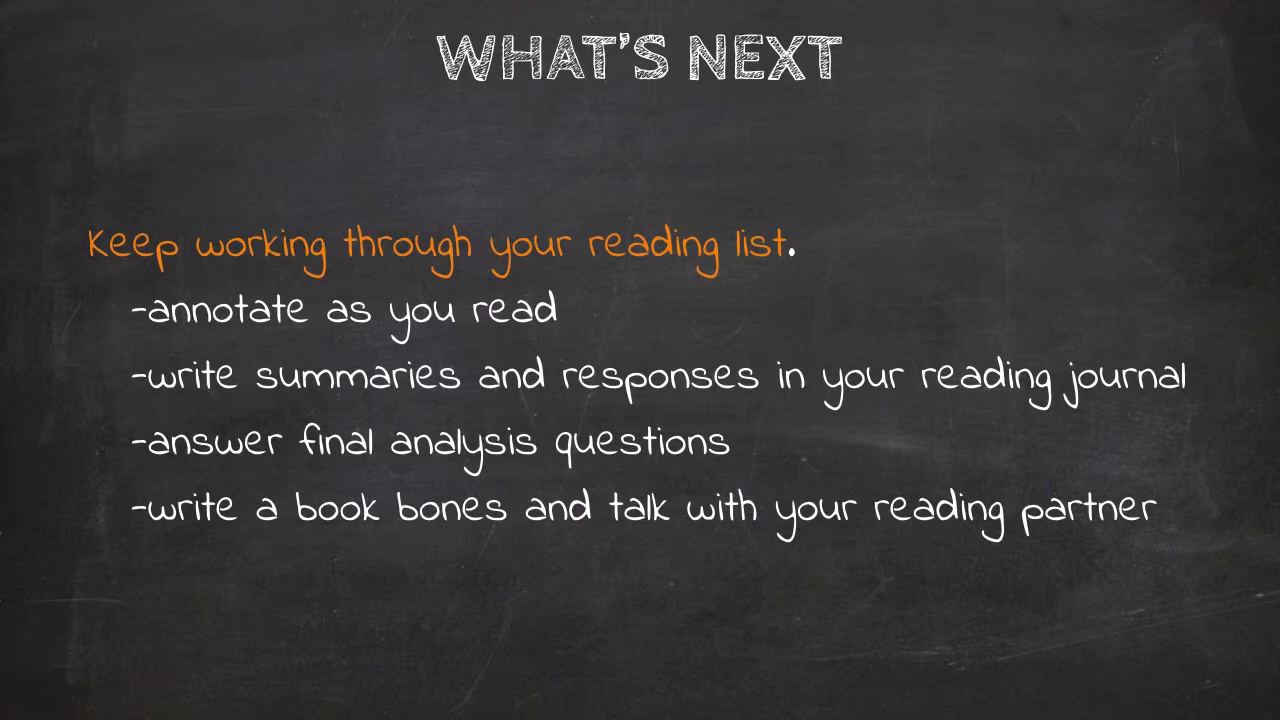 WHAT'S NEXT
Keep working through your reading list.
-annotate as you read
-write summaries and responses in your reading journal
-answer final analysis questions
-write a book bones and talk with your reading partner